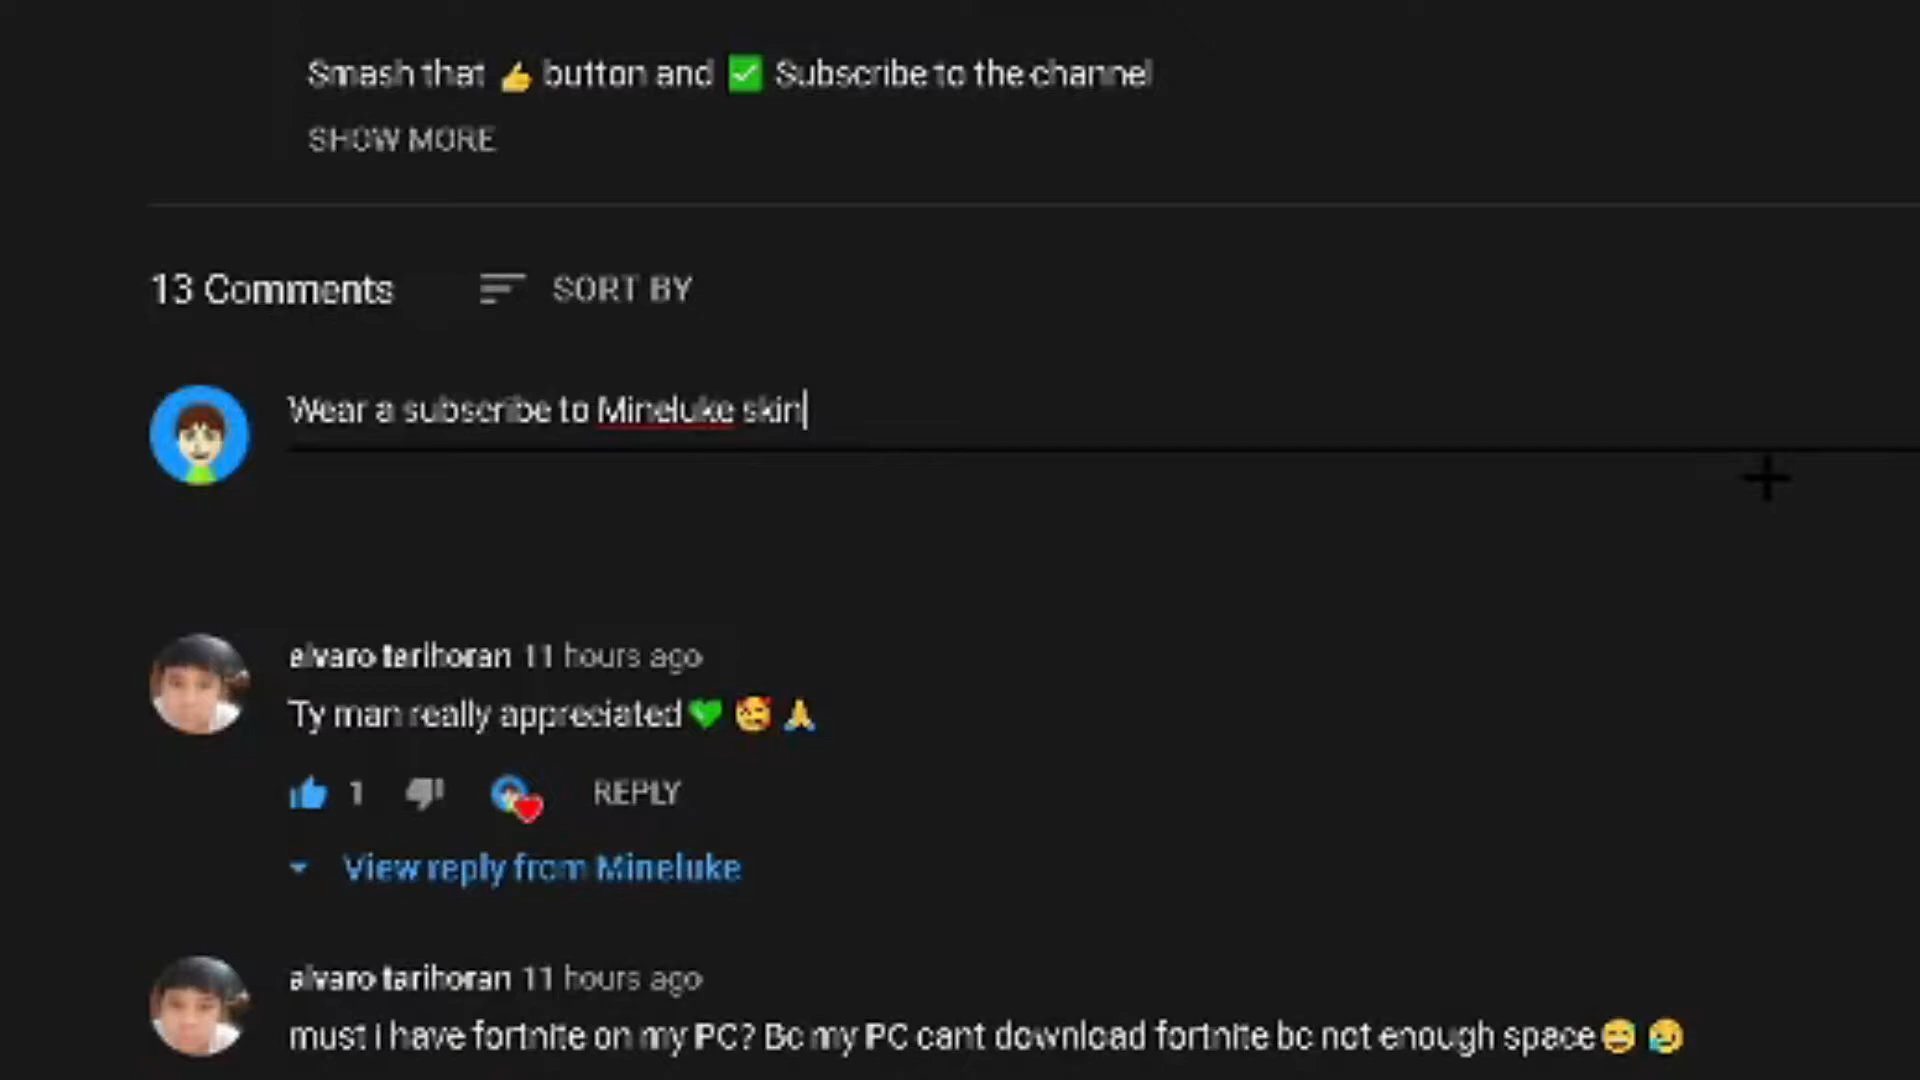 Smash that 👍 button and ✅ Subscribe to the channel
SHOW MORE
13 Comments SORT BY
Wear a subscribe to Mineluke skin
alvaro tarihoran 11 hours ago
Ty man really appreciated💚 🥰 🙏
1 REPLY
View reply from Mineluke
alvaro tarihoran 11 hours ago
must i have fortnite on my PC? Bc my PC cant download fortnite bc not enough space😅 😢